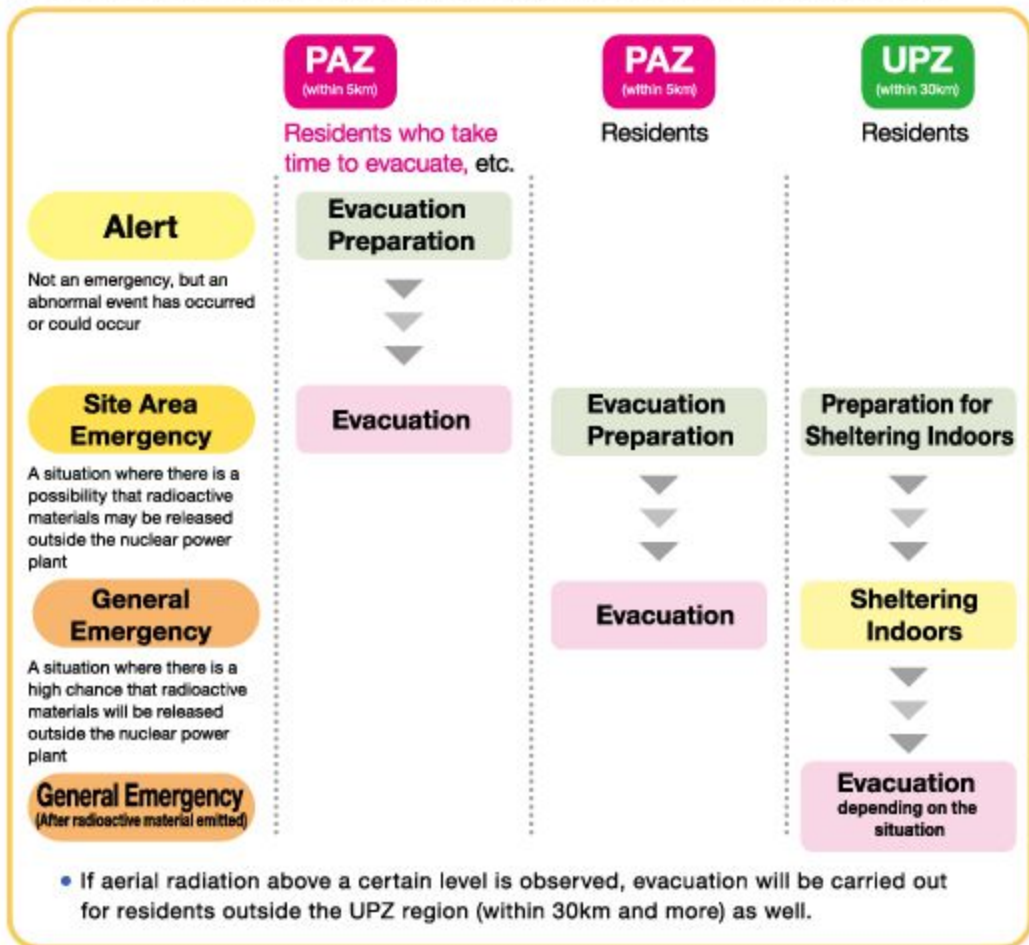 PAZ
(within 5km)
Residents who take
time to evacuate, etc.
PAZ
(within 5km)
Residents
UPZ
(within 30km)
Residents
Alert
Not an emergency, but an
abnormal event has occurred
or could occur
Evacuation
Preparation
Site Area
Emergency
A situation where there is a
possibility that radioactive
materials may be released
outside the nuclear power
plant
Evacuation
Evacuation
Preparation
Preparation for
Sheltering Indoors
General
Emergency
A situation where there is a
high chance that radioactive
materials will be released
outside the nuclear power
plant
Evacuation
Sheltering
Indoors
General Emergency
(After radioactive material emitted)
Evacuation
depending on the
situation
• If aerial radiation above a certain level is observed, evacuation will be carried out
for residents outside the UPZ region (within 30km and more) as well.